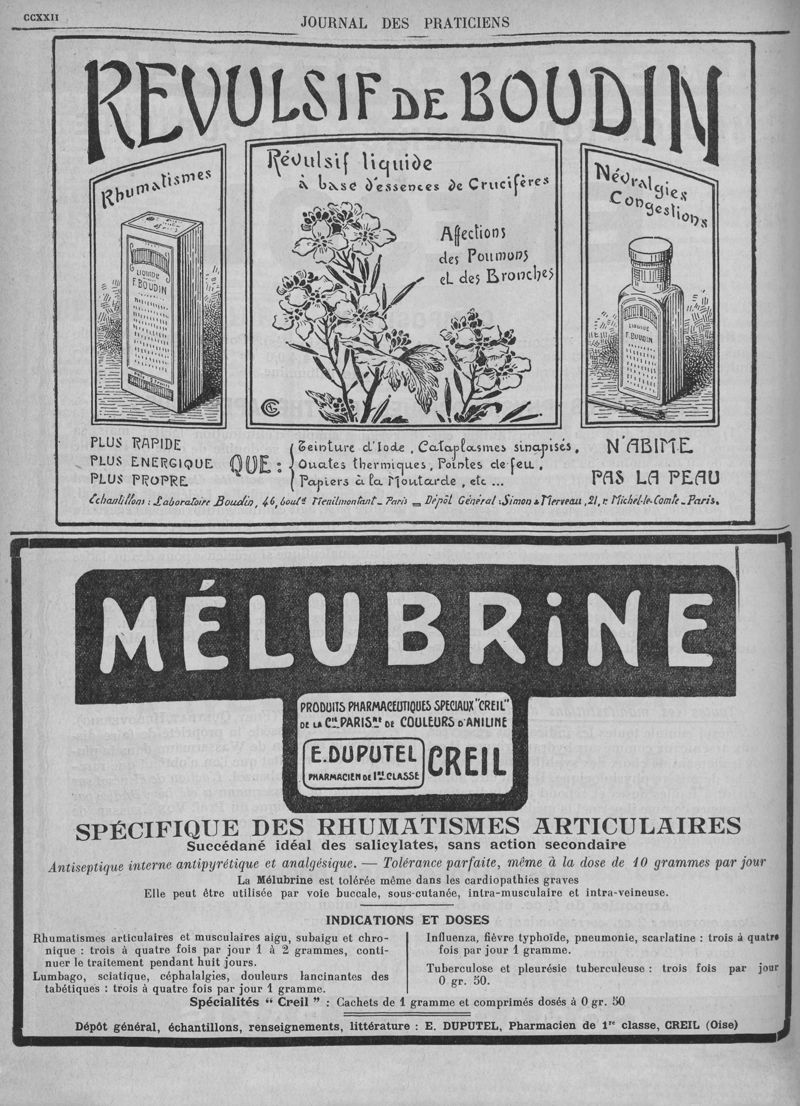 CCXXII
JOURNAL DES PRATICIENS
REVULSIF DE BOUDIN
Rhumatismes
LIQUIDE
F. BOUDIN
Révulsif liquide
à base d'essences de Crucifères
Affections
des Poumons
et des Bronches
Névralgies
Congestions
LIQUIDE
F. BOUDIN
PLUS RAPIDE
PLUS ENERGIQUE
PLUS PROPRE
QUE :
Teinture d'Iode, Cataplasmes sinapisés,
Ouates thermiques, Pointes de feu,
Papiers à la Moutarde, etc ...
N'ABIME
PAS LA PEAU
Echantillons : Laboratoire Boudin, 46, boulᵈ Menilmontant_ Paris _ Dépôt Général : Simon & Merveau, 21, r. Michel-le-Comte_Paris.
MÉLUBRiNE
PRODUITS PHARMACEUTIQUES SPECIAUX "CREIL"
DE LA Cⁱᵉ PARISⁿᵉ DE COULEURS D'ANILINE
E. DUPUTEL
PHARMACIEN DE 1ʳᵉ CLASSE
CREIL
SPÉCIFIQUE DES RHUMATISMES ARTICULAIRES
Succédané idéal des salicylates, sans action secondaire
Antiseptique interne antipyrétique et analgésique. — Tolérance parfaite, même à la dose de 10 grammes par jour
La Mélubrine est tolérée même dans les cardiopathies graves
Elle peut être utilisée par voie buccale, sous-cutanée, intra-musculaire et intra-veineuse.
INDICATIONS ET DOSES
Rhumatismes articulaires et musculaires aigu, subaigu et chro-
nique : trois à quatre fois par jour 1 à 2 grammes, conti-
nuer le traitement pendant huit jours.
Lumbago, sciatique, céphalalgies, douleurs lancinantes des
tabétiques : trois à quatre fois par jour 1 gramme.
Influenza, fièvre typhoïde, pneumonie, scarlatine : trois à quatre
fois par jour 1 gramme.
Tuberculose et pleurésie tuberculeuse : trois fois par jour
0 gr. 50.
Spécialités “ Creil ” : Cachets de 1 gramme et comprimés dosés à 0 gr. 50
Dépôt général, échantillons, renseignements, littérature : E. DUPUTEL, Pharmacien de 1ʳᵉ classe, CREIL (Oise)